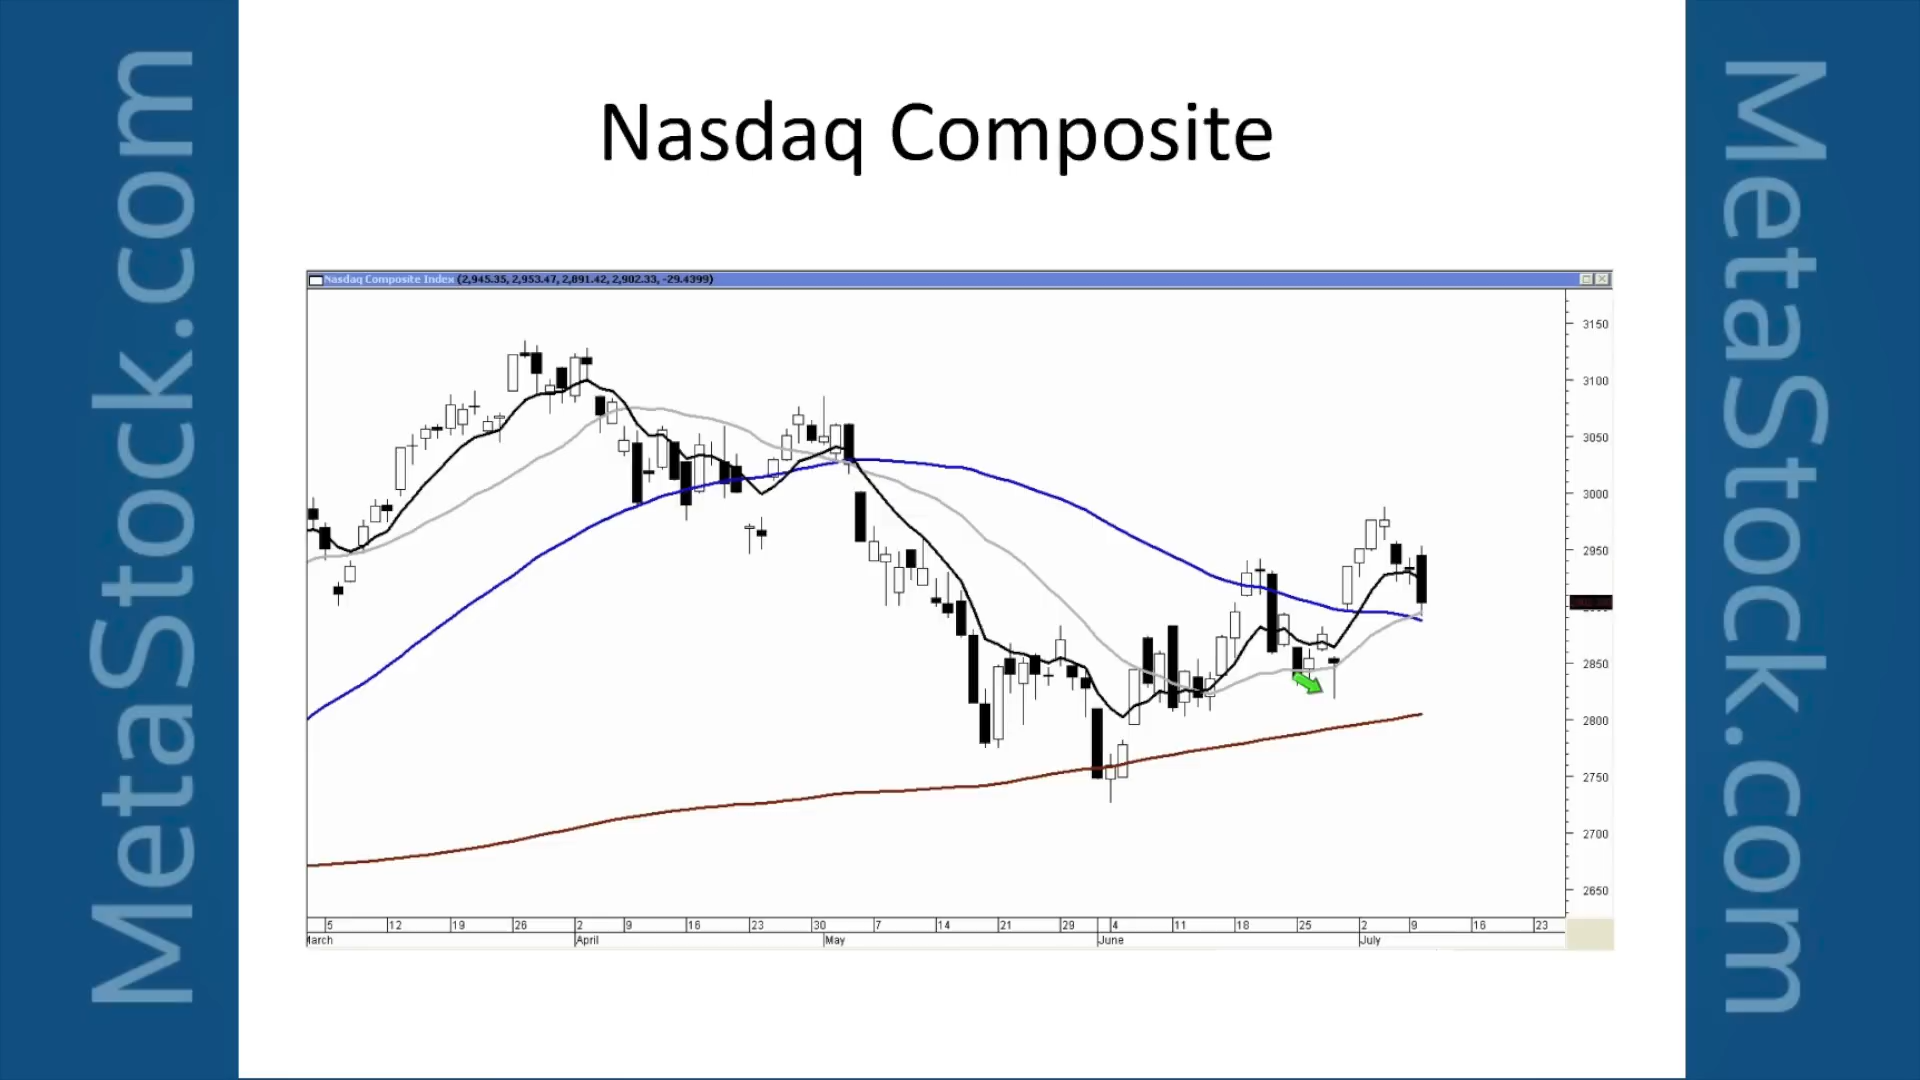 MetaStock.com
Nasdaq Composite
Nasdaq Composite Index (2,945.35, 2,953.47, 2,891.42, 2,902.33, -29.4399)
3150
3100
3050
3000
2950
2850
2800
2750
2700
2650
5 12 19 26 2 9 16 23 30 7 14 21 29 4 11 18 25 2 9 16 23
March April May June July
MetaStock.com